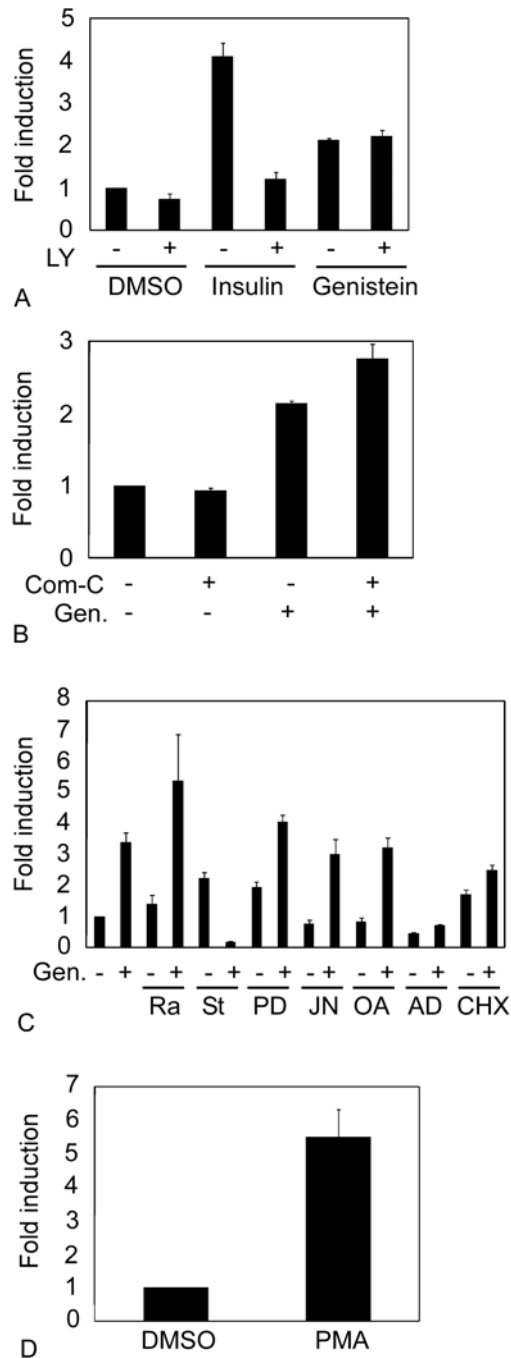 5
4
3
2
1
0
Fold induction
- + - + - +
LY
DMSO Insulin Genistein
A
3
2
1
0
Fold induction
Com-C - + - +
Gen. - - + +
B
8
7
6
5
4
3
2
1
0
Fold induction
Gen. - + - + - + - + - + - + - + - +
Ra St PD JN OA AD CHX
C
7
6
5
4
3
2
1
0
Fold induction
DMSO PMA
D